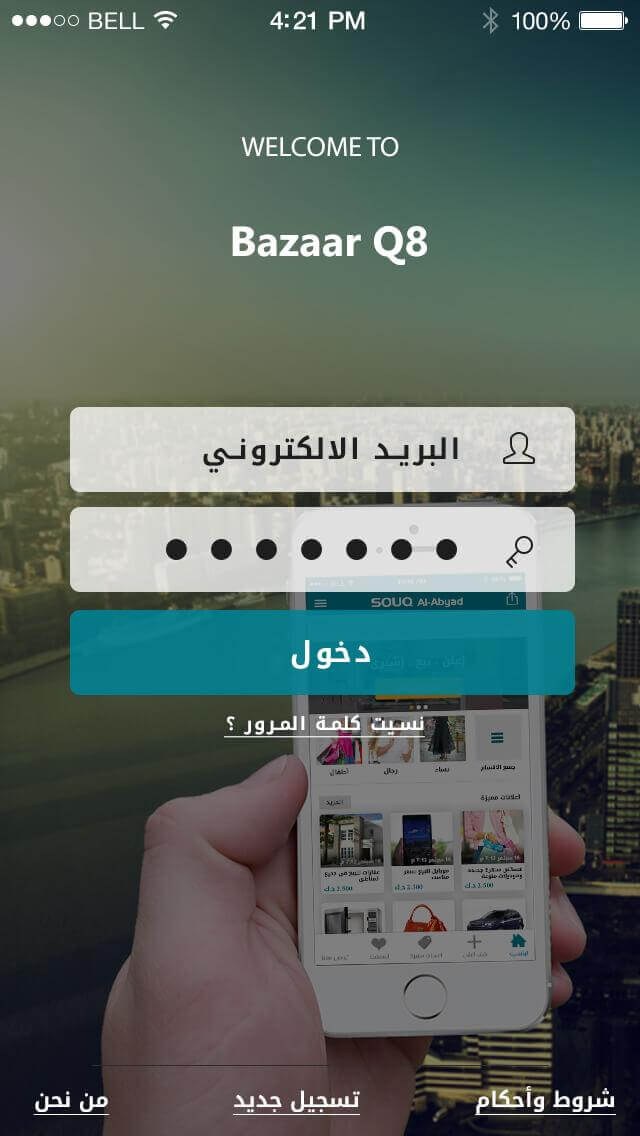 BELL 4:21 PM 100%
WELCOME TO
Bazaar Q8
البريد الالكتروني
SOUQ Al-Abyad
دخول
نسيت كلمة المرور ؟
جميع الاقسام نساء رجال أطفال
اعلانات مميزة المزيد
2.500 د.ك 2.500 د.ك 2.500 د.ك
شروط وأحكام تسجيل جديد من نحن